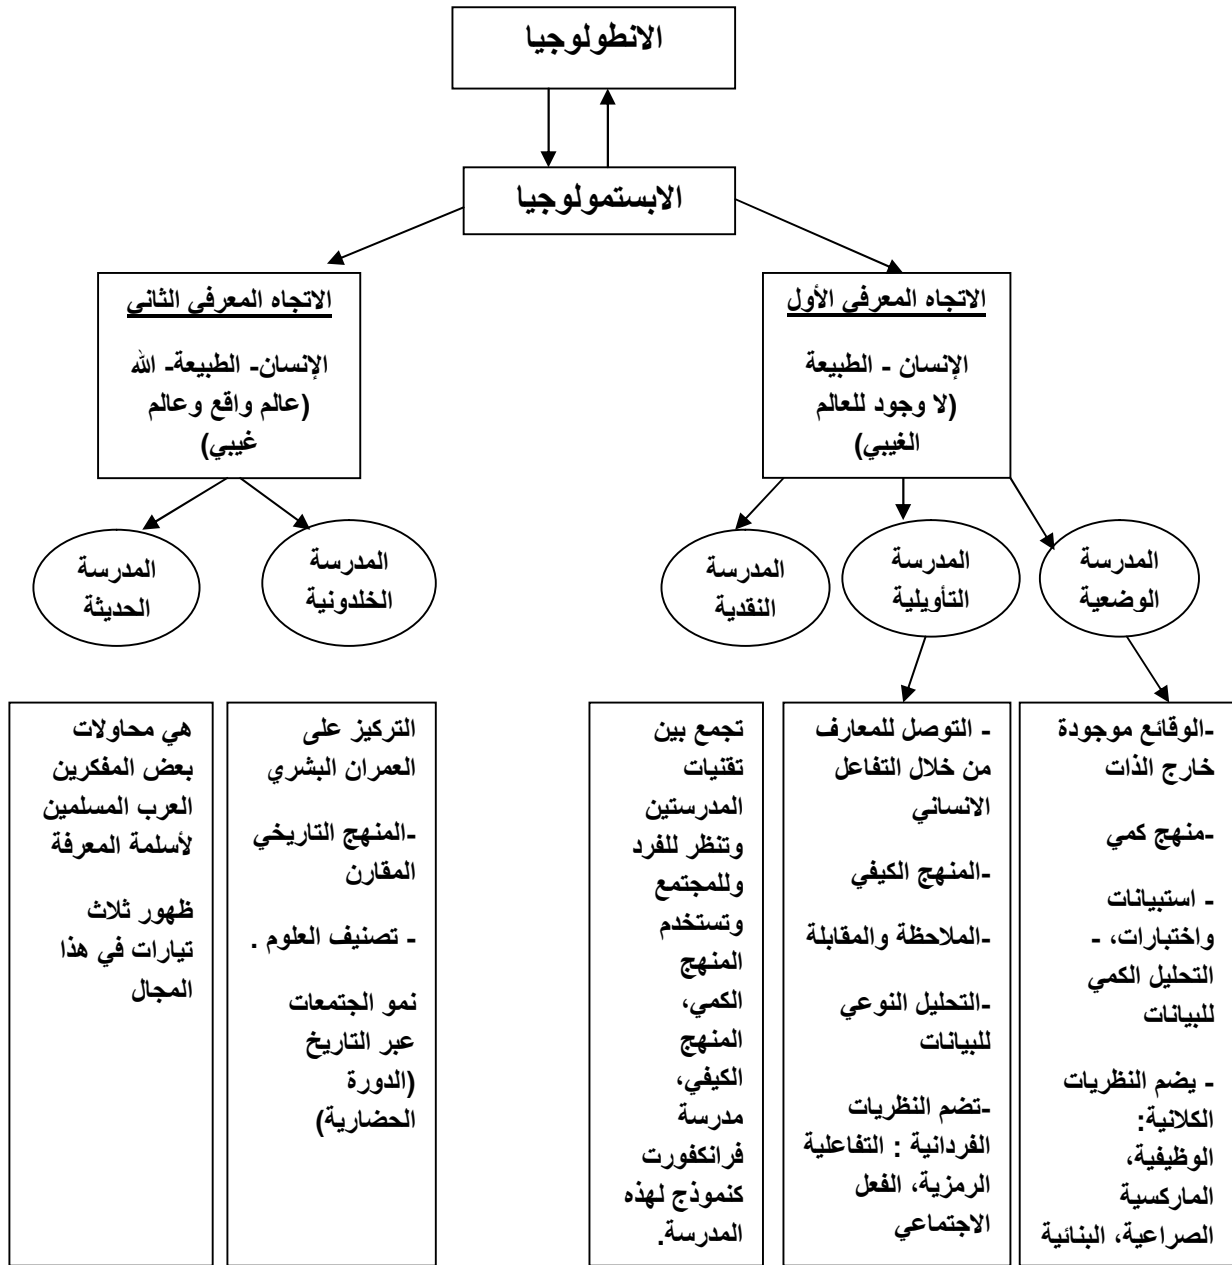 الانطولوجيا
الابستمولوجيا
الاتجاه المعرفي الأول
الإنسان - الطبيعة
(لا وجود للعالم
الغيبي)
الاتجاه المعرفي الثاني
الإنسان- الطبيعة- الله
(عالم واقع وعالم
غيبي)
المدرسة
الوضعية
المدرسة
التأويلية
المدرسة
النقدية
المدرسة
الخلدونية
المدرسة
الحديثة
-الوقائع موجودة
خارج الذات
-منهج كمي
- استبيانات
واختبارات، -
التحليل الكمي
للبيانات
- يضم النظريات
الكلانية:
الوظيفية،
الماركسية
الصراعية، البنائية
- التوصل للمعارف
من خلال التفاعل
الانساني
-المنهج الكيفي
-الملاحظة والمقابلة
-التحليل النوعي
للبيانات
-تضم النظريات
الفردانية : التفاعلية
الرمزية، الفعل
الاجتماعي
تجمع بين
تقنيات
المدرستين
وتنظر للفرد
وللمجتمع
وتستخدم
المنهج
الكمي،
المنهج
الكيفي،
مدرسة
فرانكفورت
كنموذج لهذه
المدرسة.
التركيز على
العمران البشري
-المنهج التاريخي
المقارن
- تصنيف العلوم .
نمو الجتمعات
عبر التاريخ
(الدورة
الحضارية)
هي محاولات
بعض المفكرين
العرب المسلمين
لأسلمة المعرفة
ظهور ثلاث
تيارات في هذا
المجال